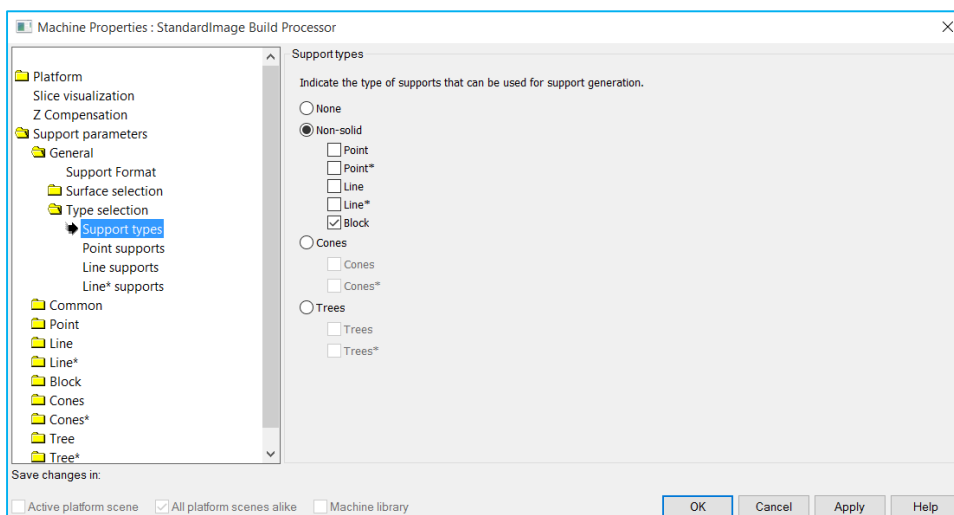 Machine Properties : StandardImage Build Processor
Platform
Slice visualization
Z Compensation
Support parameters
General
Support Format
Surface selection
Type selection
Support types
Point supports
Line supports
Line* supports
Common
Point
Line
Line*
Block
Cones
Cones*
Tree
Tree*
Support types
Indicate the type of supports that can be used for support generation.
None
Non-solid
Point
Point*
Line
Line*
Block
Cones
Cones
Cones*
Trees
Trees
Trees*
Save changes in:
Active platform scene All platform scenes alike Machine library OK Cancel Apply Help